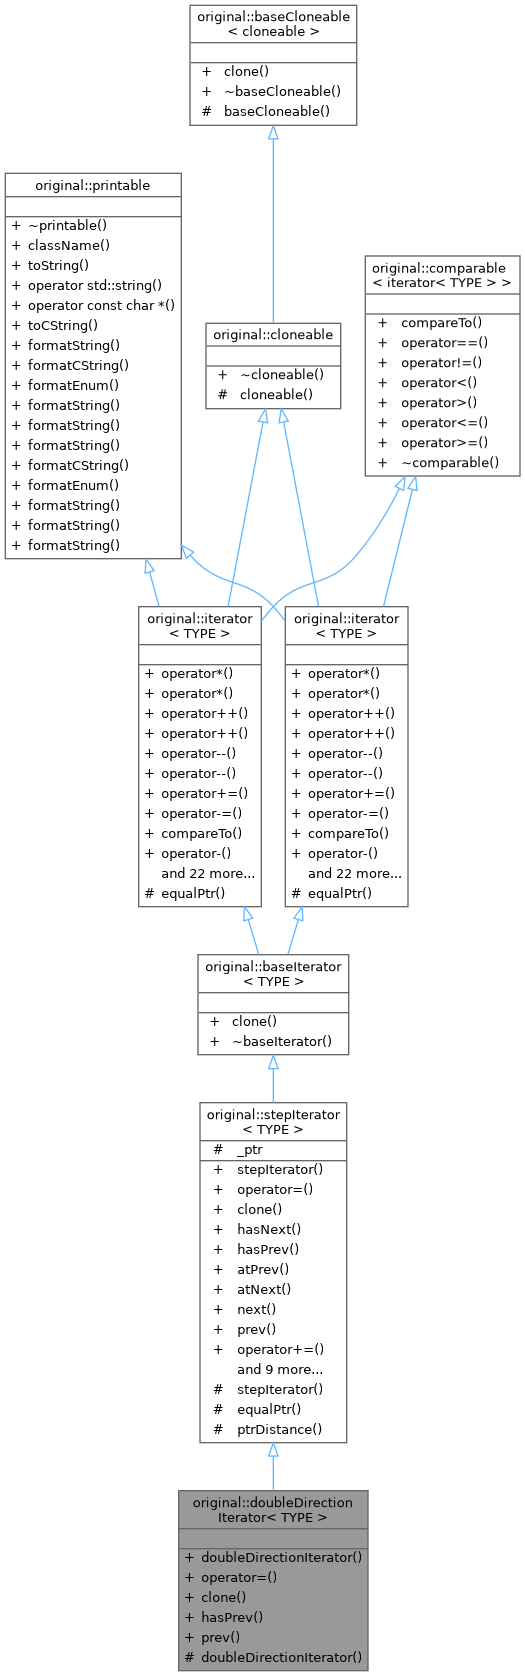 original::baseCloneable
< cloneable >
+ clone()
+ ~baseCloneable()
# baseCloneable()
original::printable
+ ~printable()
+ className()
+ toString()
+ operator std::string()
+ operator const char *()
+ toCString()
+ formatString()
+ formatCString()
+ formatEnum()
+ formatString()
+ formatString()
+ formatString()
+ formatCString()
+ formatEnum()
+ formatString()
+ formatString()
+ formatString()
original::comparable
< iterator< TYPE > >
+ compareTo()
+ operator==()
+ operator!=()
+ operator<()
+ operator>()
+ operator<=()
+ operator>=()
+ ~comparable()
original::cloneable
+ ~cloneable()
# cloneable()
original::iterator
< TYPE >
+ operator*()
+ operator*()
+ operator++()
+ operator++()
+ operator--()
+ operator--()
+ operator+=()
+ operator-=()
+ compareTo()
+ operator-()
and 22 more...
# equalPtr()
original::iterator
< TYPE >
+ operator*()
+ operator*()
+ operator++()
+ operator++()
+ operator--()
+ operator--()
+ operator+=()
+ operator-=()
+ compareTo()
+ operator-()
and 22 more...
# equalPtr()
original::baseIterator
< TYPE >
+ clone()
+ ~baseIterator()
original::stepIterator
< TYPE >
# _ptr
+ stepIterator()
+ operator=()
+ clone()
+ hasNext()
+ hasPrev()
+ atPrev()
+ atNext()
+ next()
+ prev()
+ operator+=()
and 9 more...
# stepIterator()
# equalPtr()
# ptrDistance()
original::doubleDirection
Iterator< TYPE >
+ doubleDirectionIterator()
+ operator=()
+ clone()
+ hasPrev()
+ prev()
# doubleDirectionIterator()